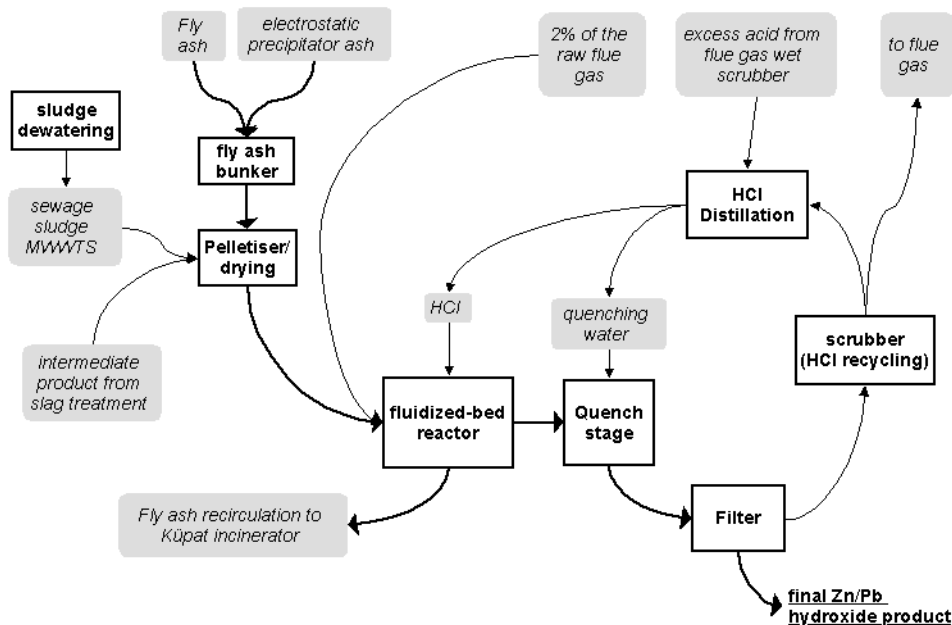 Fly
ash
electrostatic
precipitator ash
2% of the
raw flue
gas
excess acid from
flue gas wet
scrubber
to flue
gas
sludge
dewatering
fly ash
bunker
sewage
sludge
MWWTS
Pelletiser/
drying
HCl
Distillation
HCl
quenching
water
scrubber
(HCl recycling)
intermediate
product from
slag treatment
fluidized-bed
reactor
Quench
stage
Fly ash recirculation to
Küpat incinerator
Filter
final Zn/Pb
hydroxide product